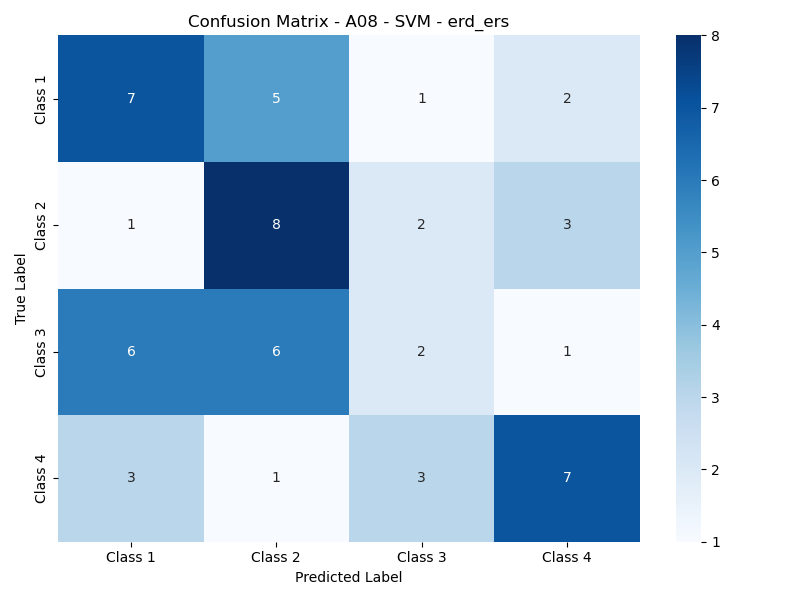 Confusion Matrix - A08 - SVM - erd_ers
True Label
Class 1
7 5 1 2
Class 2
1 8 2 3
Class 3
6 6 2 1
Class 4
3 1 3 7
Class 1 Class 2 Class 3 Class 4
Predicted Label
8
7
6
5
4
3
2
1